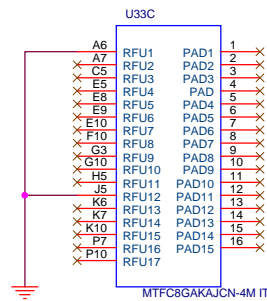 U33C
A6 RFU1 PAD1 1
A7 RFU2 PAD2 2
C5 RFU3 PAD3 3
E5 RFU4 PAD 4
E8 RFU5 PAD4 5
E9 RFU6 PAD5 6
E10 RFU7 PAD6 7
F10 RFU8 PAD7 8
G3 RFU9 PAD8 9
G10 RFU10 PAD9 10
H5 RFU11 PAD10 11
J5 RFU12 PAD11 12
K6 RFU13 PAD12 13
K7 RFU14 PAD13 14
K10 RFU15 PAD14 15
P7 RFU16 PAD15 16
P10 RFU17
MTFC8GAKAJCN-4M IT